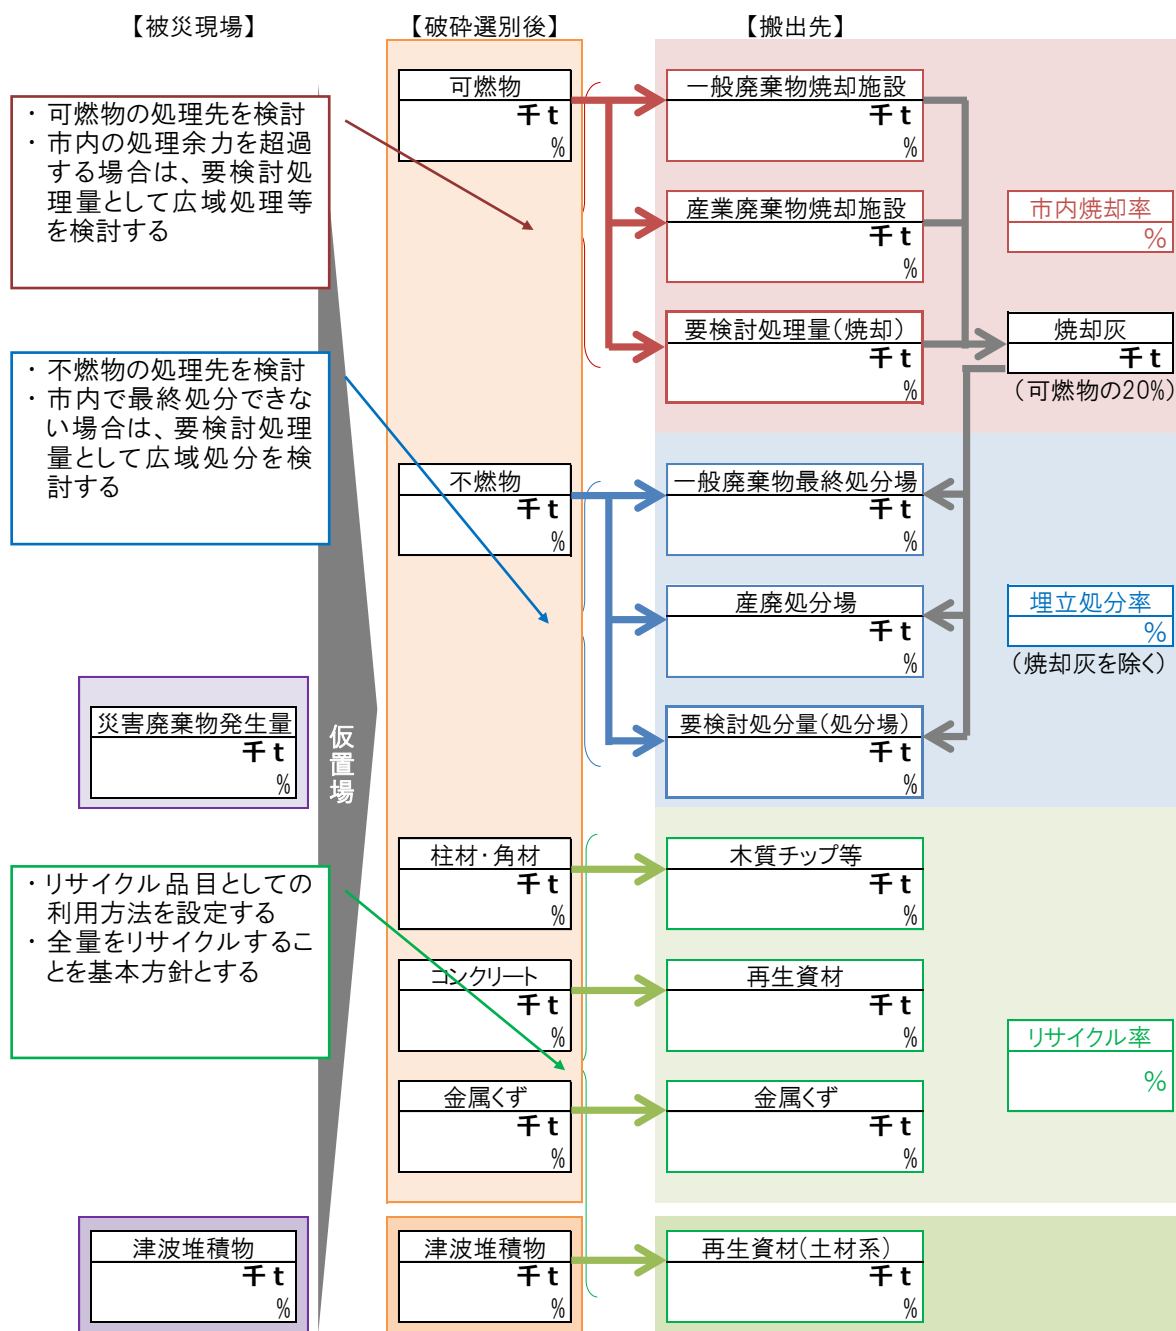 【被災現場】
【破砕選別後】
【搬出先】
・可燃物の処理先を検討
・市内の処理余力を超過
する場合は、要検討処
理量として広域処理等
を検討する
・不燃物の処理先を検討
・市内で最終処分できな
い場合は、要検討処理
量として広域処分を検
討する
災害廃棄物発生量
千t
%
・リサイクル品目としての
利用方法を設定する
・全量をリサイクルするこ
とを基本方針とする
津波堆積物
千t
%
仮置場
可燃物
千t
%
不燃物
千t
%
柱材・角材
千t
%
コンクリート
千t
%
金属くず
千t
%
津波堆積物
千t
%
一般廃棄物焼却施設
千t
%
産業廃棄物焼却施設
千t
%
要検討処理量(焼却)
千t
%
一般廃棄物最終処分場
千t
%
産廃処分場
千t
%
要検討処分量(処分場)
千t
%
木質チップ等
千t
%
再生資材
千t
%
金属くず
千t
%
再生資材(土材系)
千t
%
市内焼却率
%
焼却灰
千t
(可燃物の20%)
埋立処分率
%
(焼却灰を除く)
リサイクル率
%